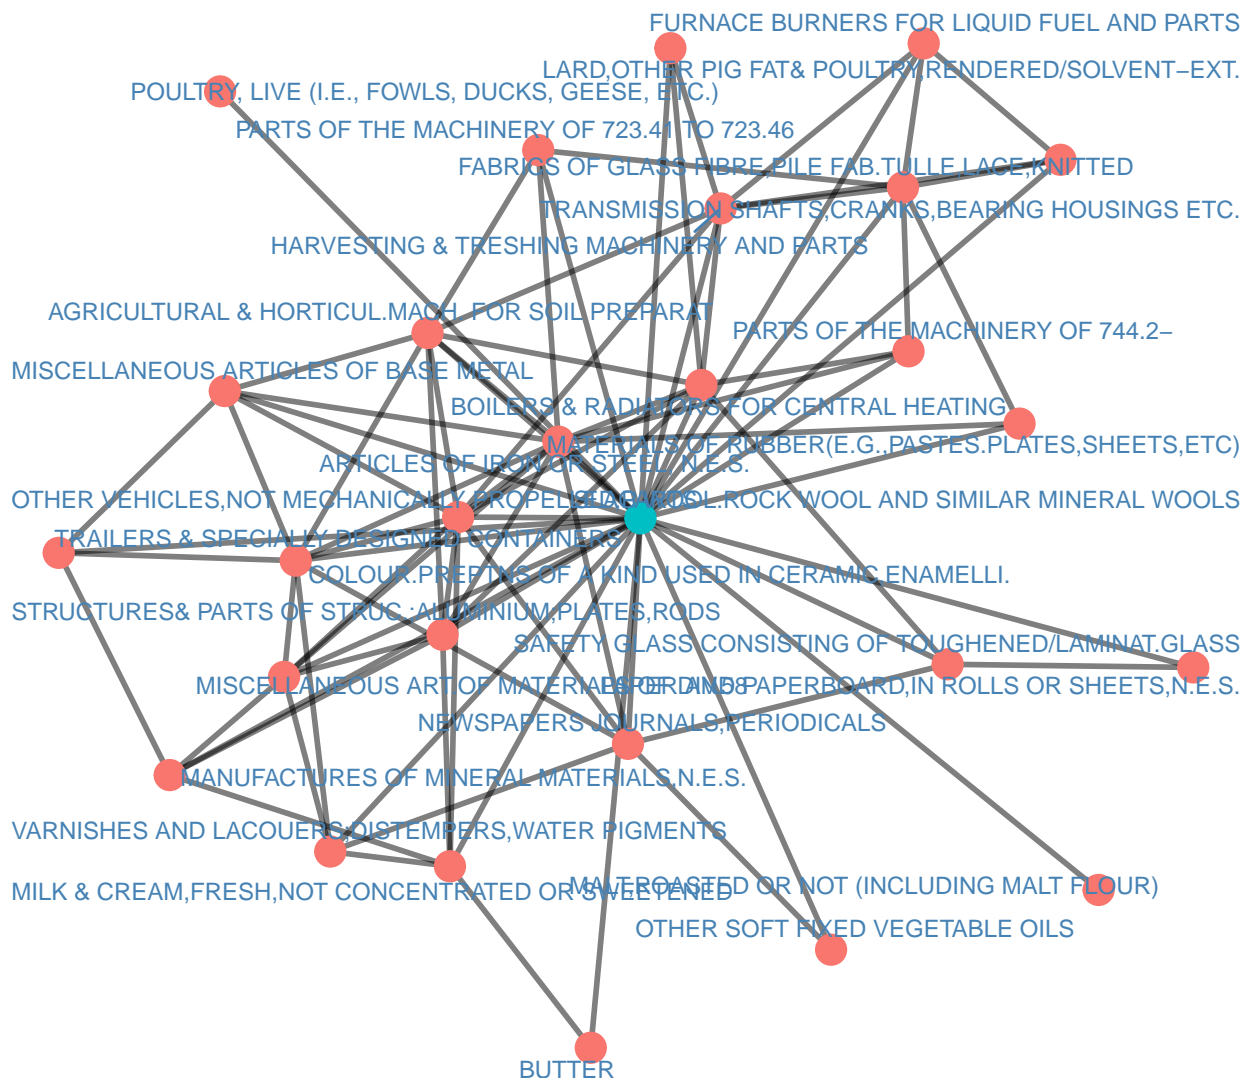 FURNACE BURNERS FOR LIQUID FUEL AND PARTS
LARD,OTHER PIG FAT& POULTRY,RENDERED/SOLVENT–EXT.
POULTRY, LIVE (I.E., FOWLS, DUCKS, GEESE, ETC.)
PARTS OF THE MACHINERY OF 723.41 TO 723.46
FABRICS OF GLASS FIBRE,PILE FAB.TULLE,LACE,KNITTED
TRANSMISSION SHAFTS,CRANKS,BEARING HOUSINGS ETC.
HARVESTING & TRESHING MACHINERY AND PARTS
AGRICULTURAL & HORTICUL.MACH. FOR SOIL PREPARAT
PARTS OF THE MACHINERY OF 744.2–
MISCELLANEOUS ARTICLES OF BASE METAL
BOILERS & RADIATORS FOR CENTRAL HEATING
MATERIALS OF RUBBER(E.G.,PASTES.PLATES,SHEETS,ETC)
ARTICLES OF IRON OR STEEL, N.E.S.
OTHER VEHICLES,NOT MECHANICALLY PROPELLED
WOOL.ROCK WOOL AND SIMILAR MINERAL WOOLS
TRAILERS & SPECIALLY DESIGNED CONTAINERS
COLOUR.PREPTNS OF A KIND USED IN CERAMIC,ENAMELLI.
STRUCTURES& PARTS OF STRUC.:ALUMINIUM,PLATES,RODS
SAFETY GLASS CONSISTING OF TOUGHENED/LAMINAT.GLASS
MISCELLANEOUS ART.OF MATERIALS OF DIV.58
PAPER AND PAPERBOARD,IN ROLLS OR SHEETS,N.E.S.
NEWSPAPERS JOURNALS,PERIODICALS
MANUFACTURES OF MINERAL MATERIALS,N.E.S.
VARNISHES AND LACQUERS;DISTEMPERS,WATER PIGMENTS
MILK & CREAM,FRESH,NOT CONCENTRATED OR SWEETENED
MALT,ROASTED OR NOT (INCLUDING MALT FLOUR)
OTHER SOFT FIXED VEGETABLE OILS
BUTTER